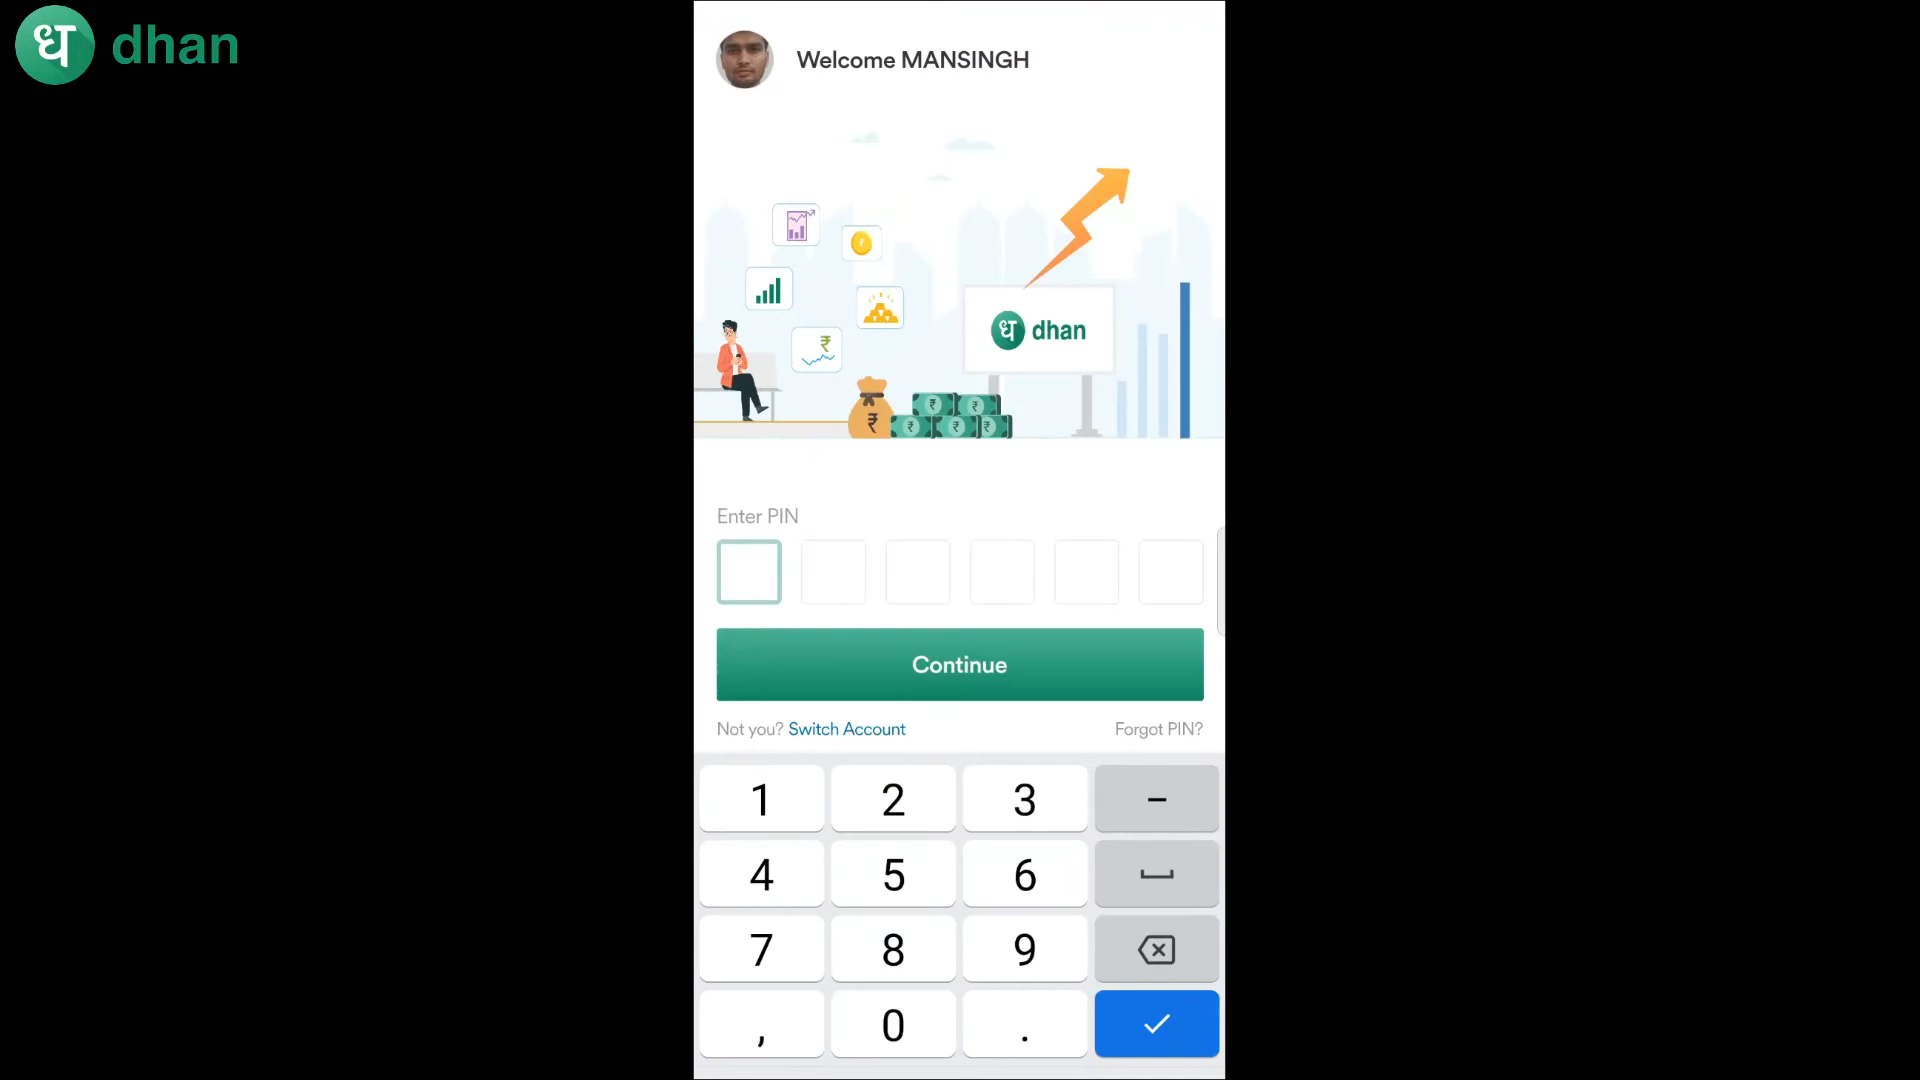 ध dhan
Welcome MANSINGH
₹
₹
ध dhan
₹
₹ ₹
₹ ₹ ₹
Enter PIN
Continue
Not you? Switch Account
Forgot PIN?
1 2 3 –
4 5 6
7 8 9
, 0 .